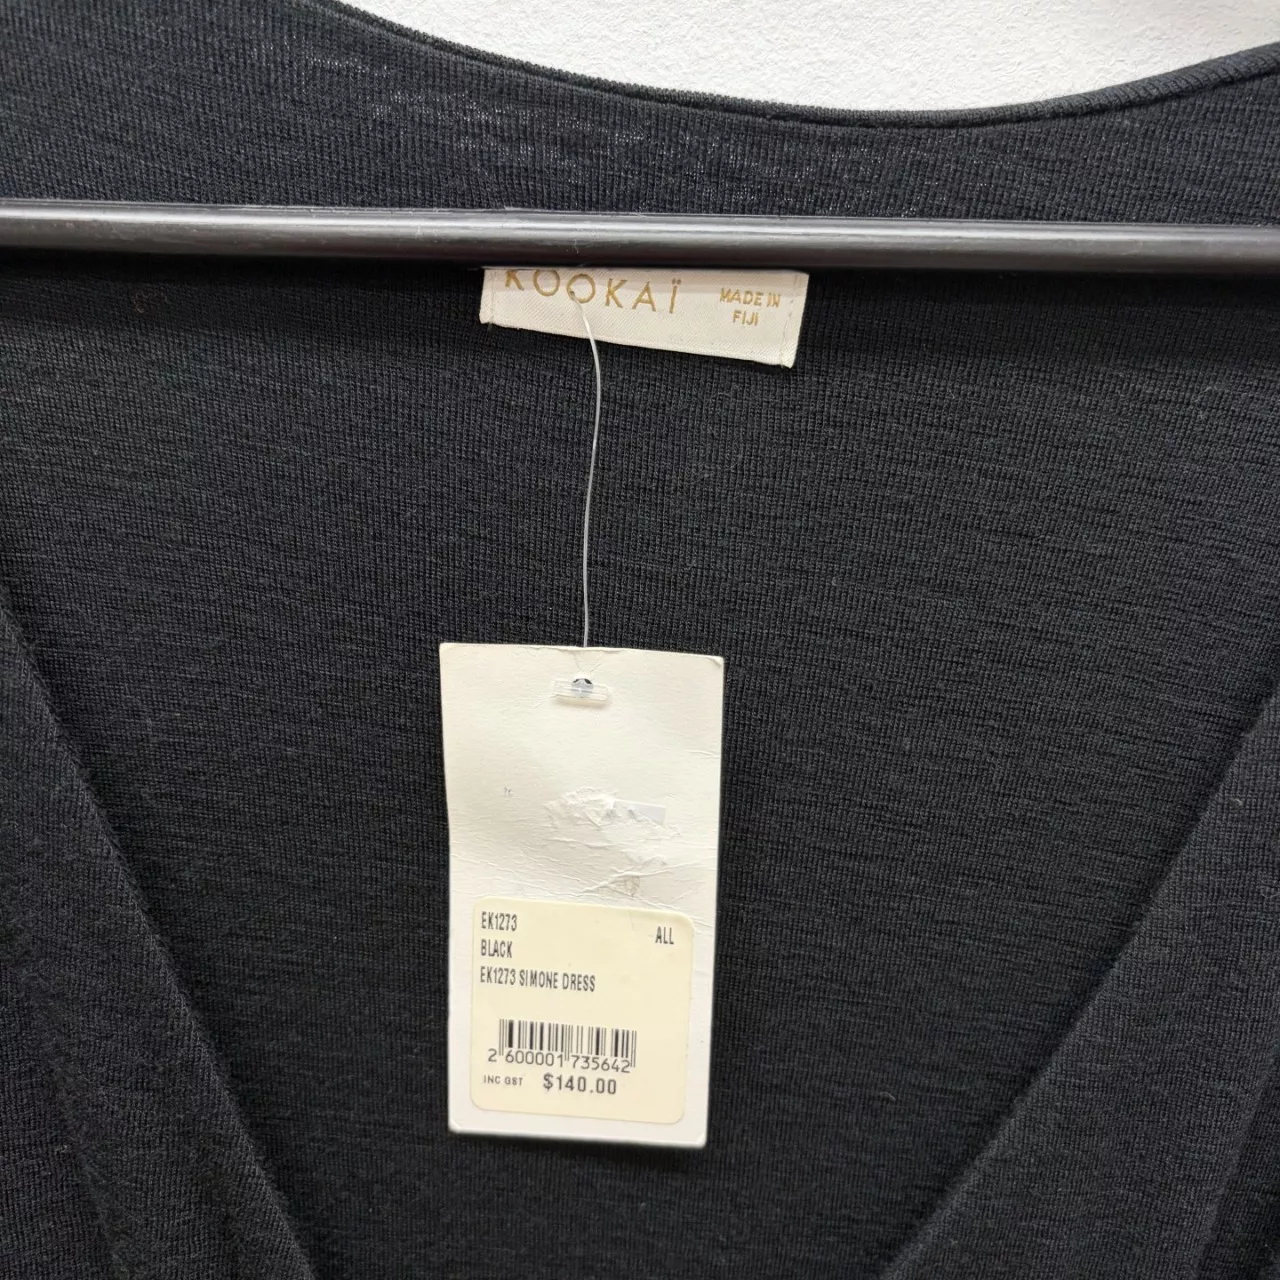 KOOKAÏ
MADE IN
FIJI
EK1273
ALL
BLACK
EK1273 SIMONE DRESS
2 600001 735642
INC GST $140.00